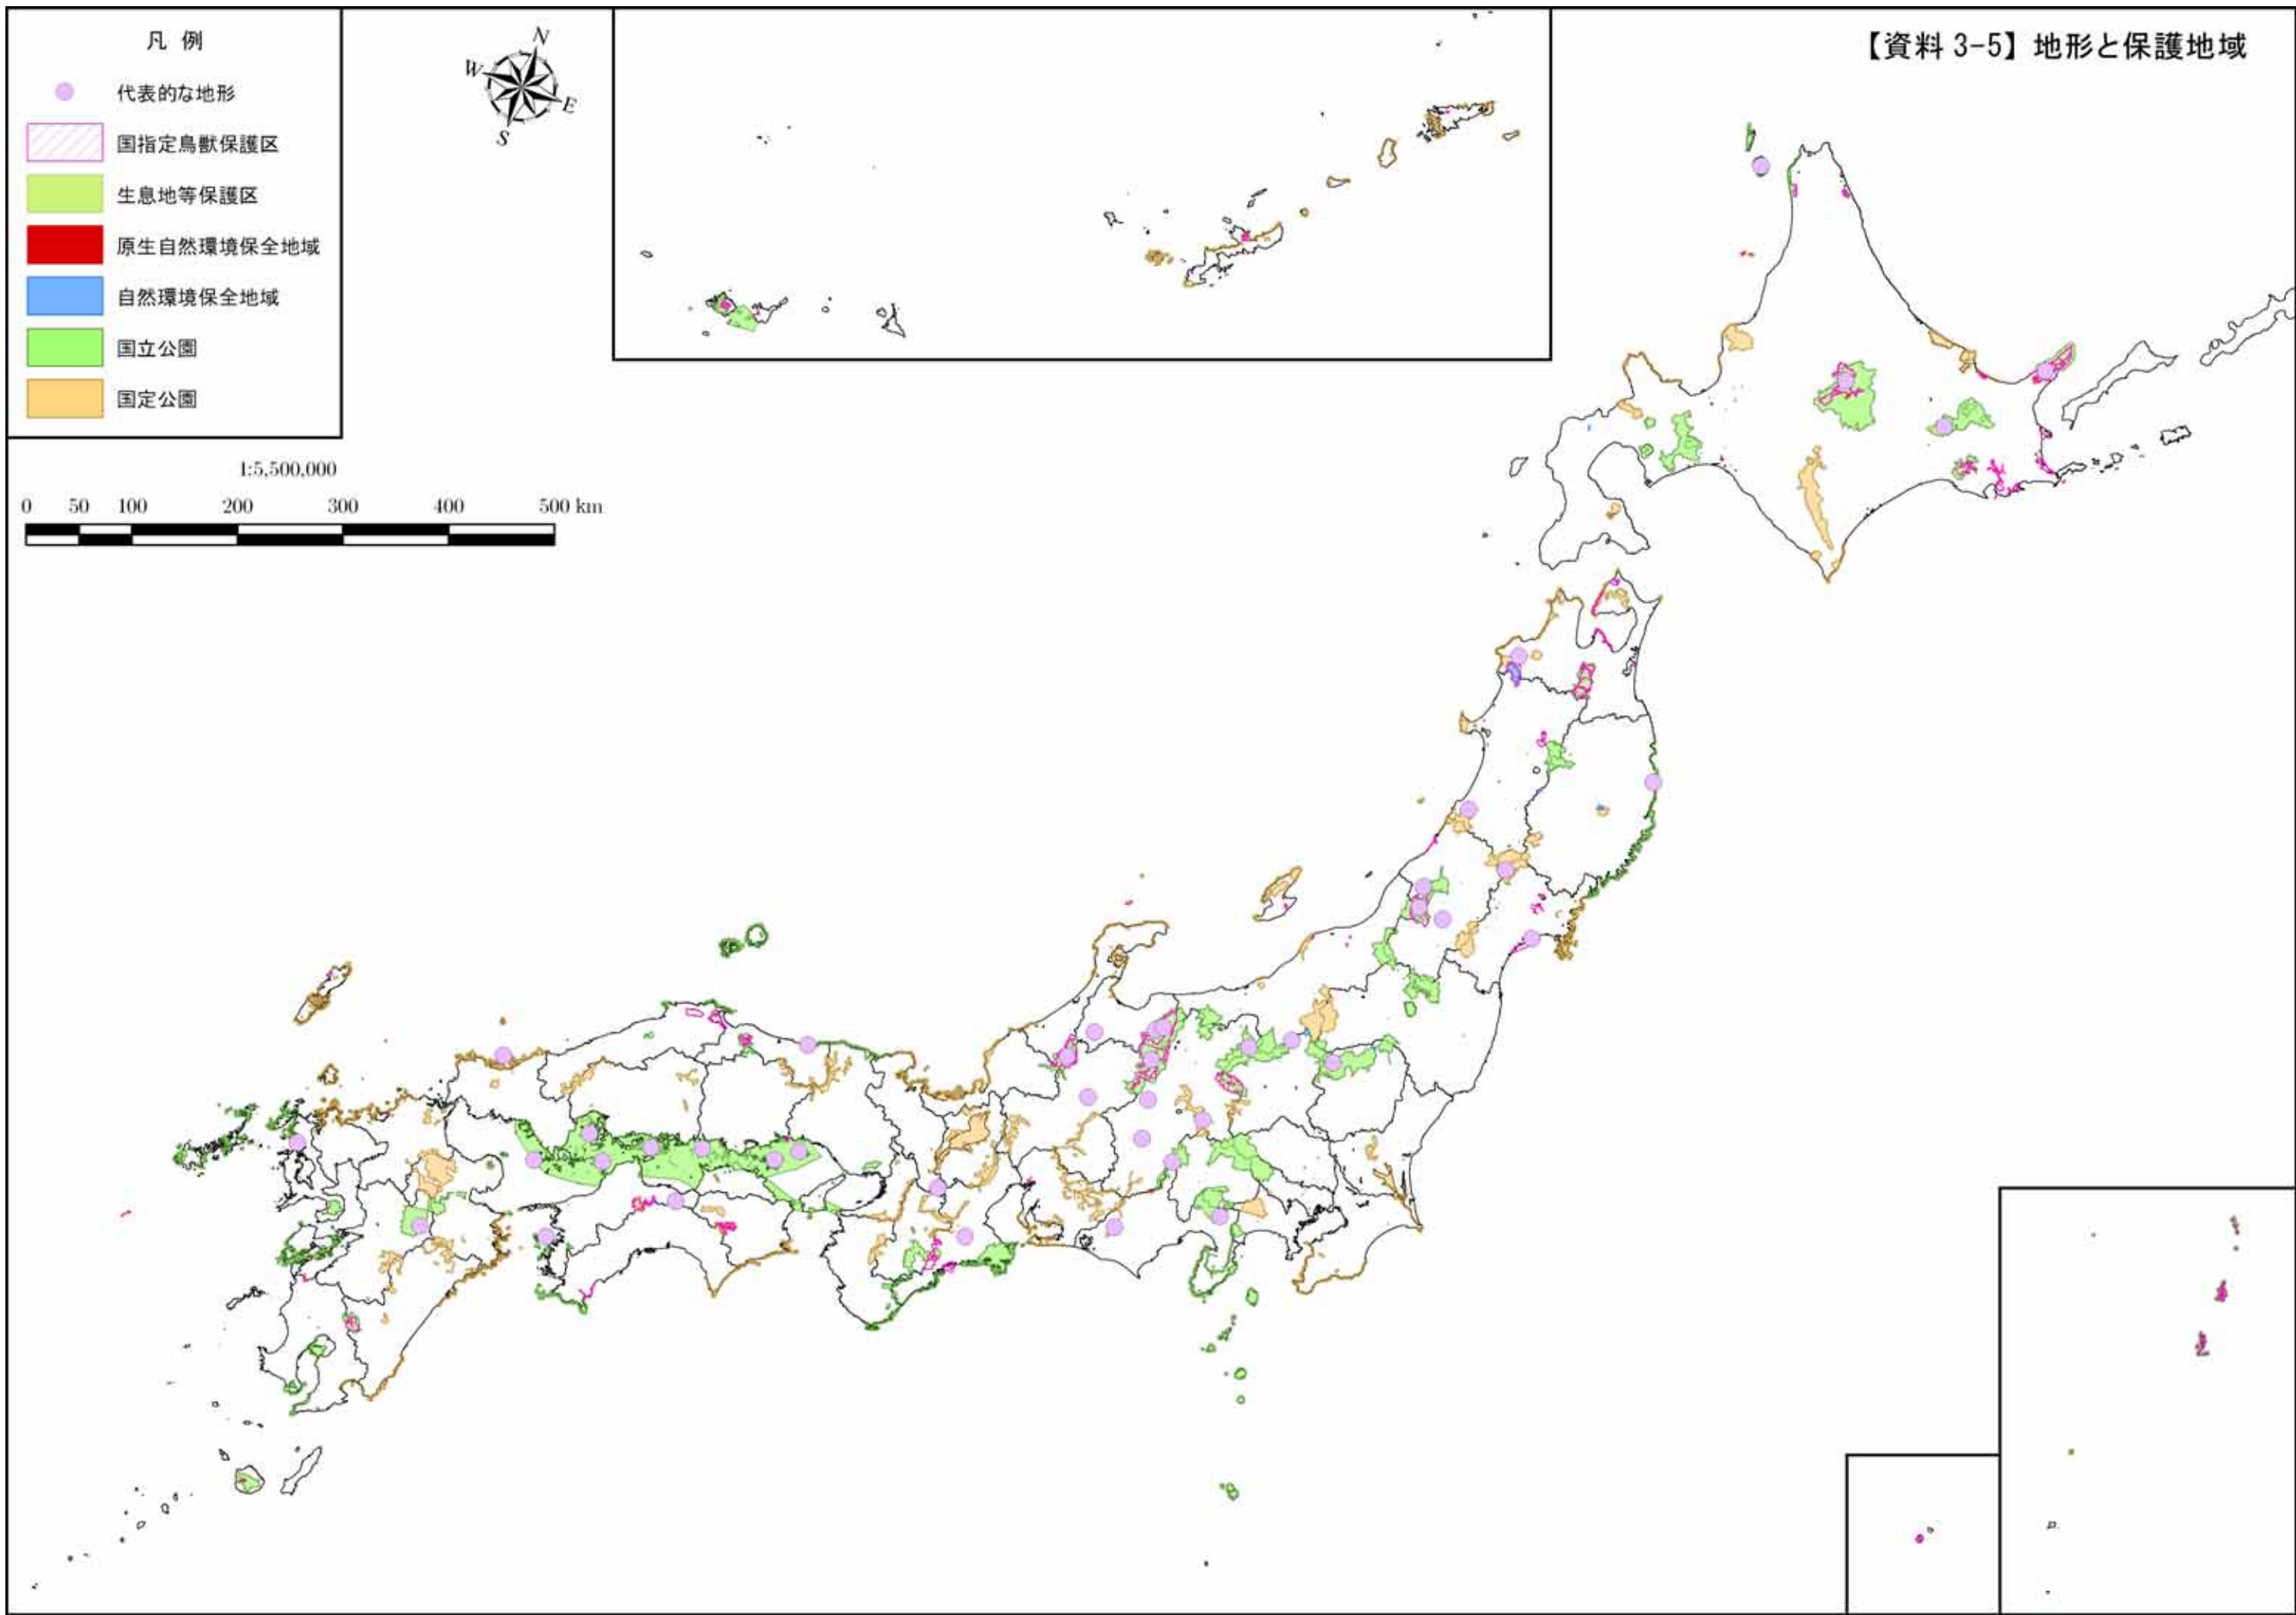 【資料 3-5】地形と保護地域
凡 例
代表的な地形
国指定鳥獣保護区
生息地等保護区
原生自然環境保全地域
自然環境保全地域
国立公園
国定公園
N
W
E
S
1:5,500,000
0 50 100 200 300 400 500 km